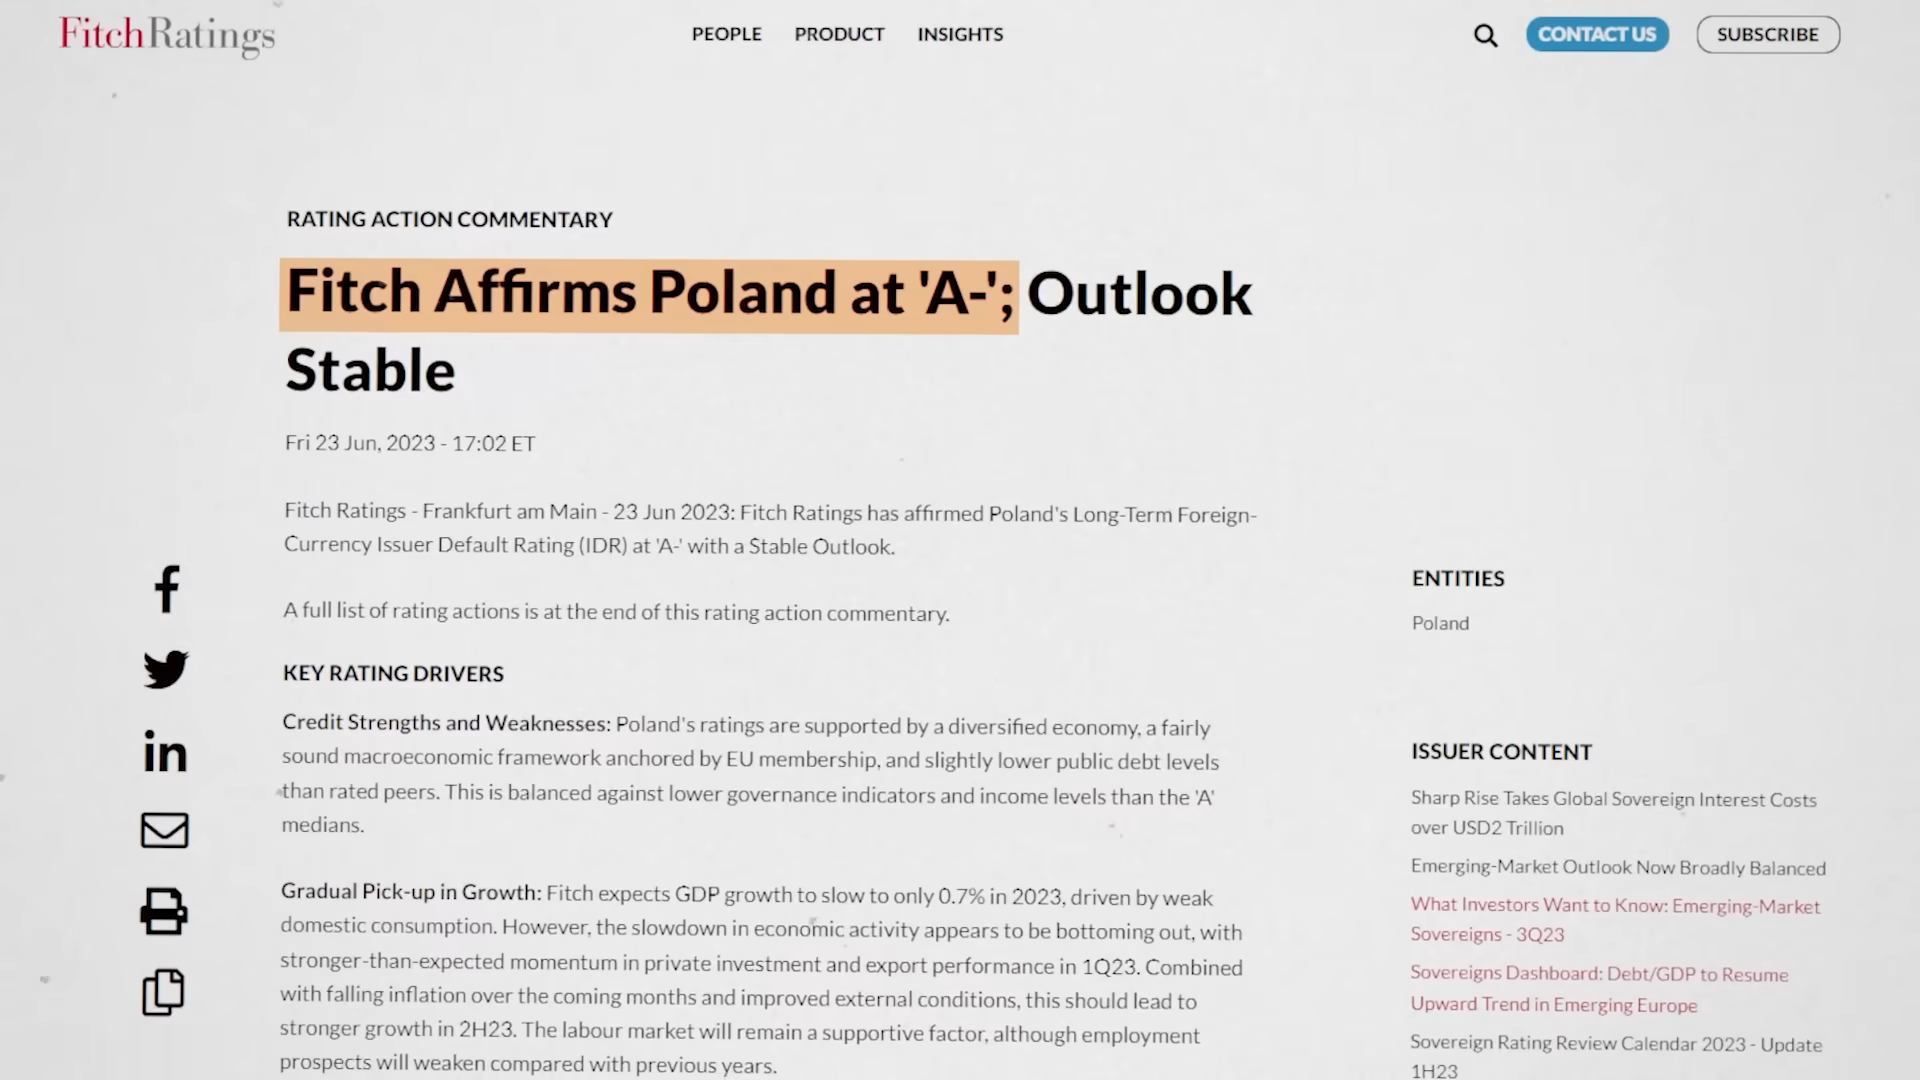 FitchRatings
PEOPLE PRODUCT INSIGHTS
CONTACT US
SUBSCRIBE
RATING ACTION COMMENTARY
Fitch Affirms Poland at 'A-'; Outlook
Stable
Fri 23 Jun, 2023 - 17:02 ET
Fitch Ratings - Frankfurt am Main - 23 Jun 2023: Fitch Ratings has affirmed Poland's Long-Term Foreign-
Currency Issuer Default Rating (IDR) at 'A-' with a Stable Outlook.
A full list of rating actions is at the end of this rating action commentary.
KEY RATING DRIVERS
Credit Strengths and Weaknesses: Poland's ratings are supported by a diversified economy, a fairly
sound macroeconomic framework anchored by EU membership, and slightly lower public debt levels
than rated peers. This is balanced against lower governance indicators and income levels than the 'A'
medians.
Gradual Pick-up in Growth: Fitch expects GDP growth to slow to only 0.7% in 2023, driven by weak
domestic consumption. However, the slowdown in economic activity appears to be bottoming out, with
stronger-than-expected momentum in private investment and export performance in 1Q23. Combined
with falling inflation over the coming months and improved external conditions, this should lead to
stronger growth in 2H23. The labour market will remain a supportive factor, although employment
prospects will weaken compared with previous years.
ENTITIES
Poland
ISSUER CONTENT
Sharp Rise Takes Global Sovereign Interest Costs
over USD2 Trillion
Emerging-Market Outlook Now Broadly Balanced
What Investors Want to Know: Emerging-Market
Sovereigns - 3Q23
Sovereigns Dashboard: Debt/GDP to Resume
Upward Trend in Emerging Europe
Sovereign Rating Review Calendar 2023 - Update
1H23